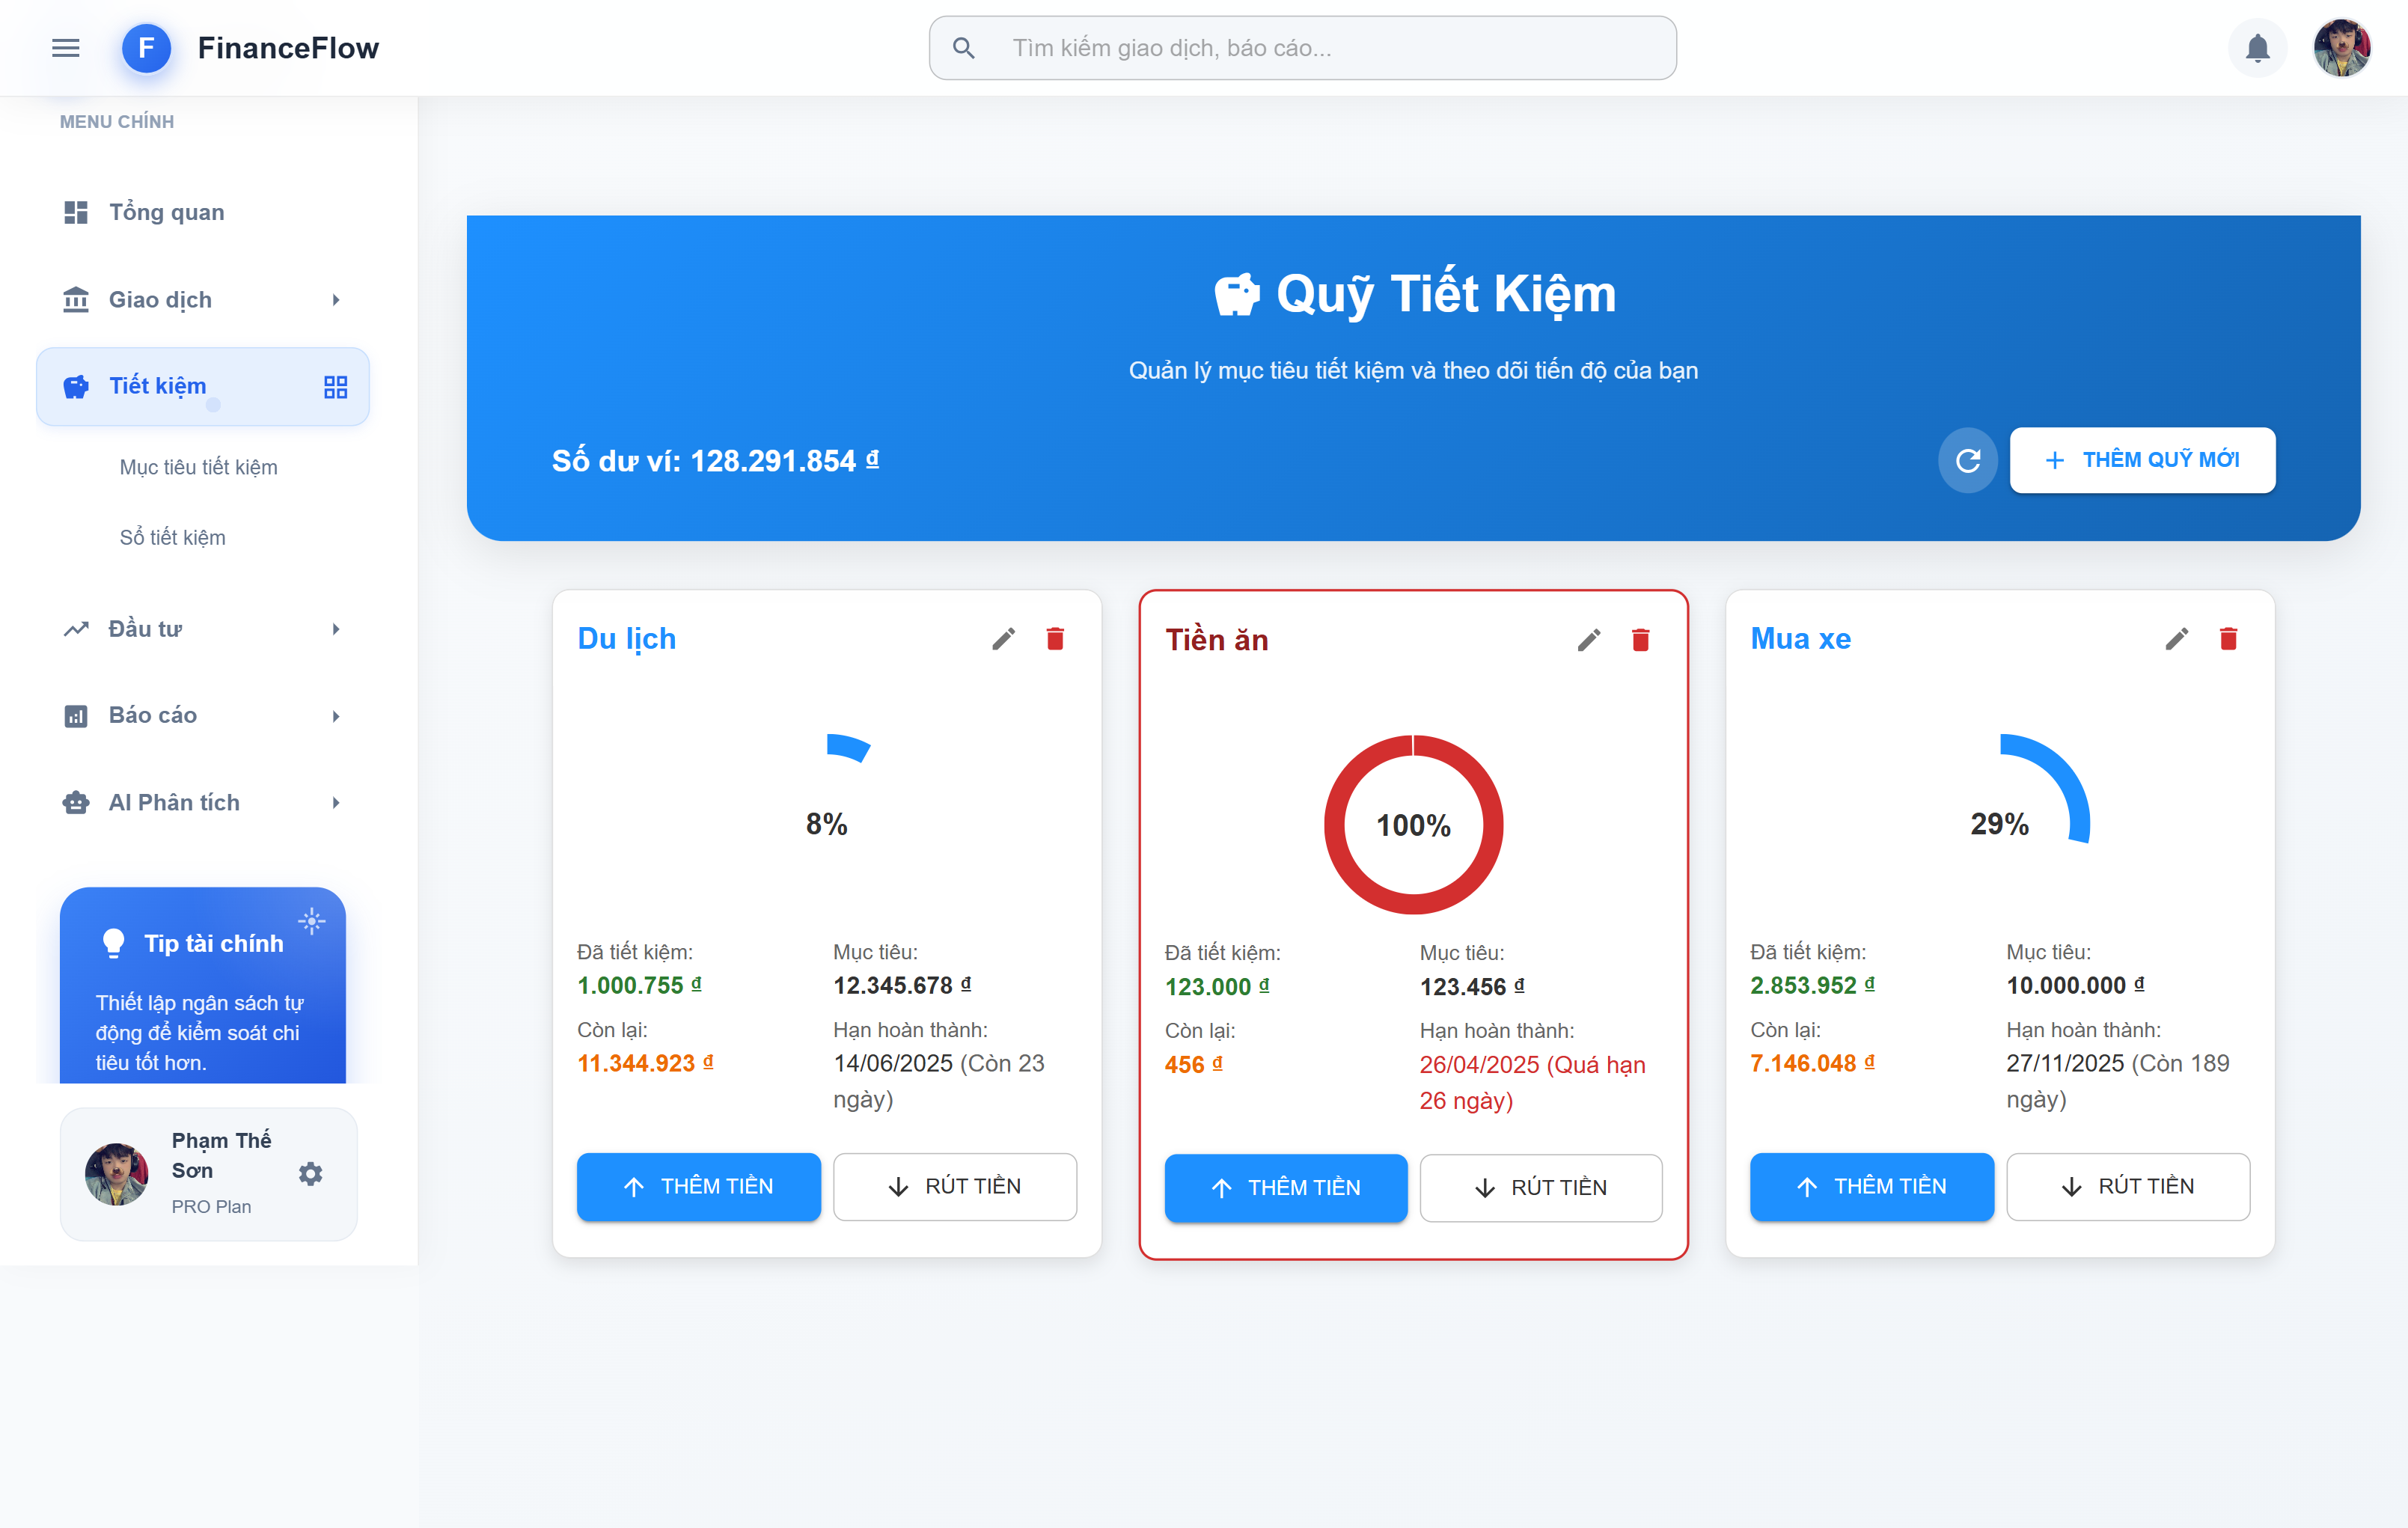 F FinanceFlow
Tìm kiếm giao dịch, báo cáo...
MENU CHÍNH
Tổng quan
Giao dịch
Tiết kiệm
Mục tiêu tiết kiệm
Sổ tiết kiệm
Đầu tư
Báo cáo
AI Phân tích
Tip tài chính
Thiết lập ngân sách tự
động để kiểm soát chi
tiêu tốt hơn.
Phạm Thế
Sơn
PRO Plan
Quỹ Tiết Kiệm
Quản lý mục tiêu tiết kiệm và theo dõi tiến độ của bạn
Số dư ví: 128.291.854 ₫
THÊM QUỸ MỚI
Du lịch
8%
Đã tiết kiệm:
1.000.755 ₫
Mục tiêu:
12.345.678 ₫
Còn lại:
11.344.923 ₫
Hạn hoàn thành:
14/06/2025 (Còn 23
ngày)
THÊM TIỀN
RÚT TIỀN
Tiền ăn
100%
Đã tiết kiệm:
123.000 ₫
Mục tiêu:
123.456 ₫
Còn lại:
456 ₫
Hạn hoàn thành:
26/04/2025 (Quá hạn
26 ngày)
THÊM TIỀN
RÚT TIỀN
Mua xe
29%
Đã tiết kiệm:
2.853.952 ₫
Mục tiêu:
10.000.000 ₫
Còn lại:
7.146.048 ₫
Hạn hoàn thành:
27/11/2025 (Còn 189
ngày)
THÊM TIỀN
RÚT TIỀN